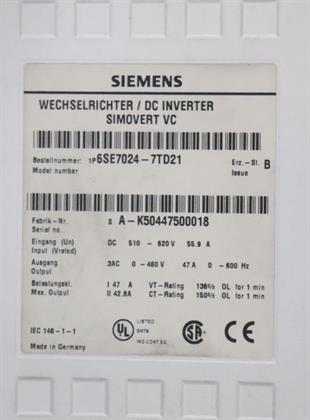 SIEMENS
WECHSELRICHTER / DC INVERTER
SIMOVERT VC
Bestellnummer: 1P 6SE7024-7TD21 Erz.-St. B
Model number Issue
Fabrik-Nr. S A-K50447500018
Serial no.
Eingang (Un) DC 510 - 620 V 55.9 A
Input (Vrated)
Ausgang 3AC 0 - 460 V 47 A 0 - 600 Hz
Output
Belastungskl. I 47 A VT-Rating 136% OL for 1 min
Max. Output II 42.8A CT-Rating 150% OL for 1 min
IEC 146-1-1
Made in Germany
UL
LISTED
IND.CONT.EQ
SA
CE